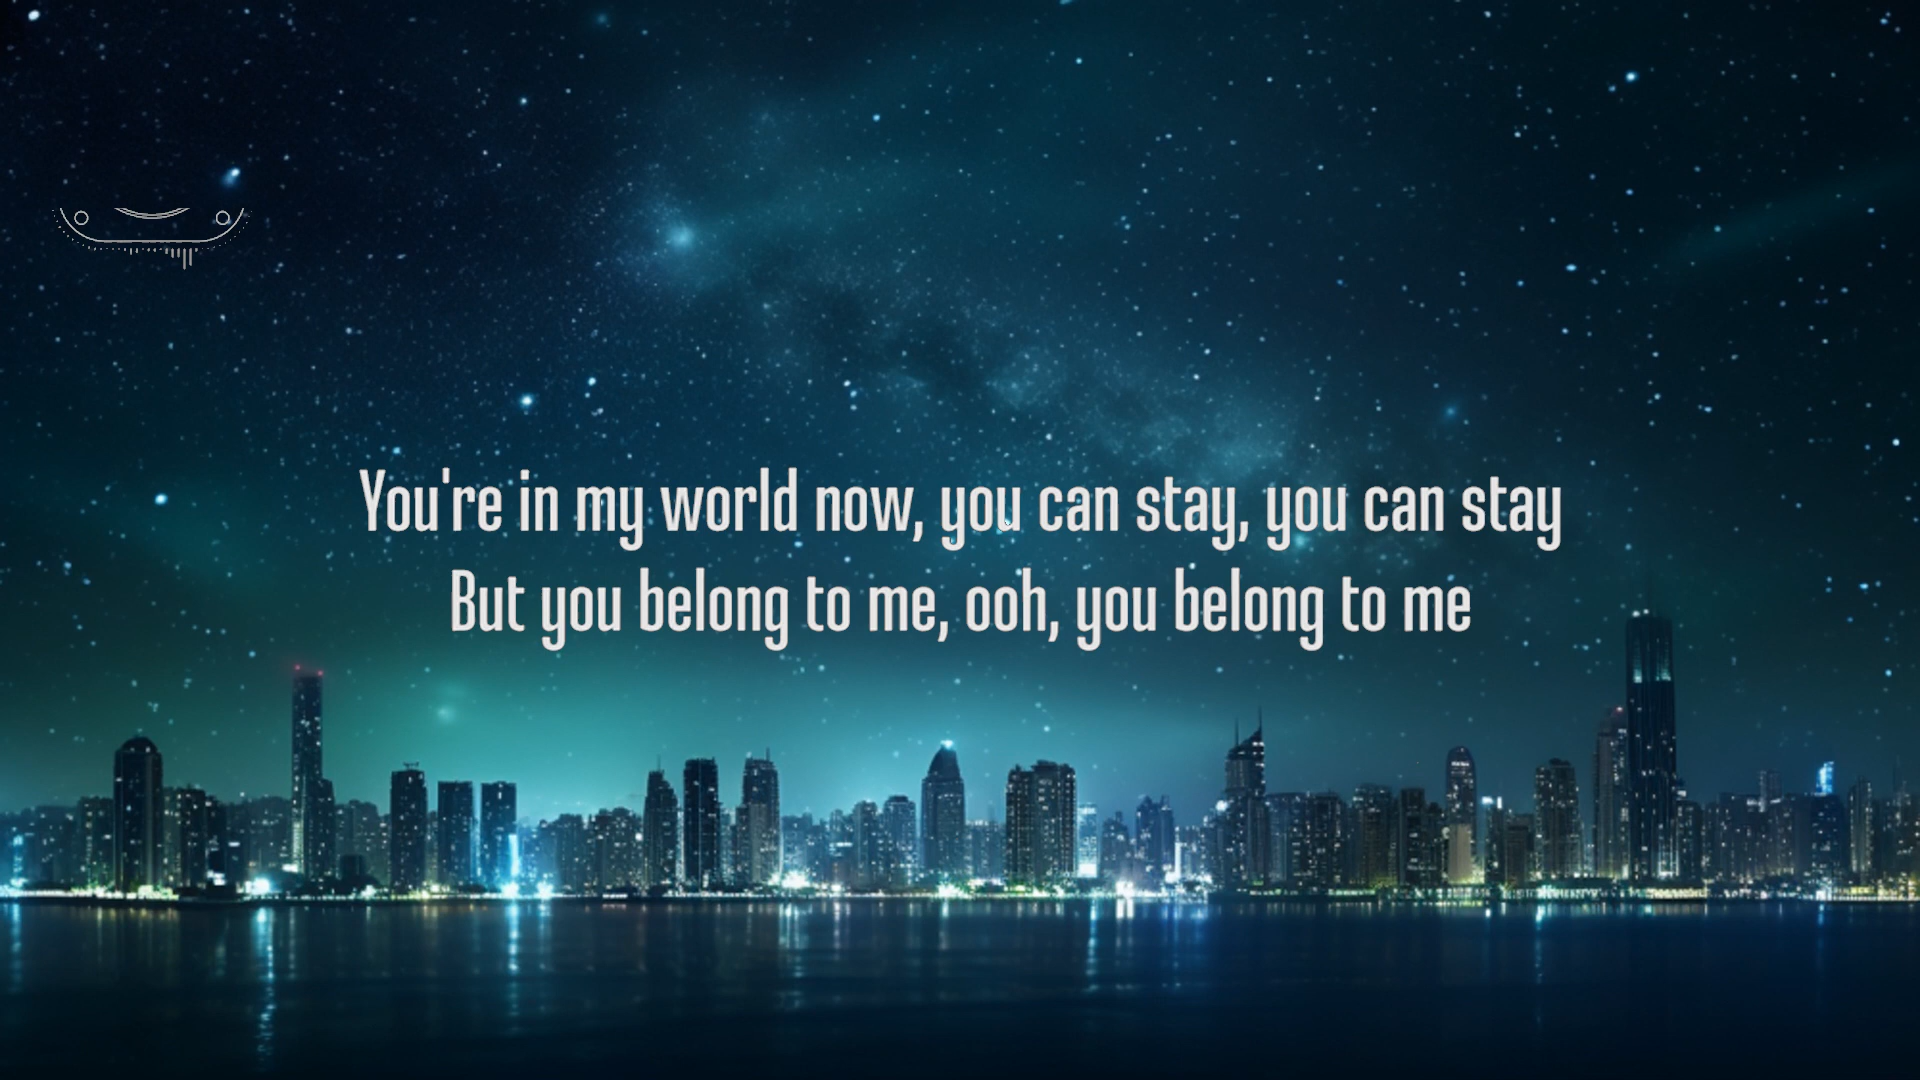 You're in my world now, you can stay, you can stay
But you belong to me, ooh, you belong to me